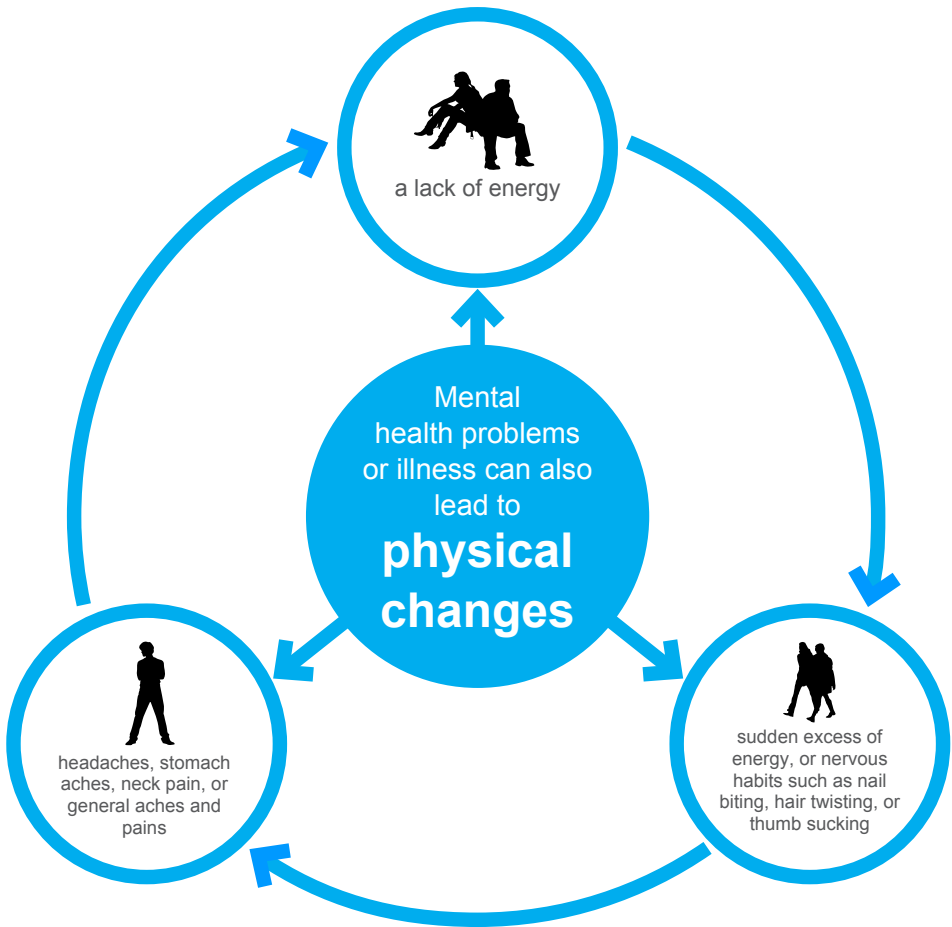 a lack of energy
Mental
health problems
or illness can also
lead to
physical
changes
headaches, stomach
aches, neck pain, or
general aches and
pains
sudden excess of
energy, or nervous
habits such as nail
biting, hair twisting, or
thumb sucking